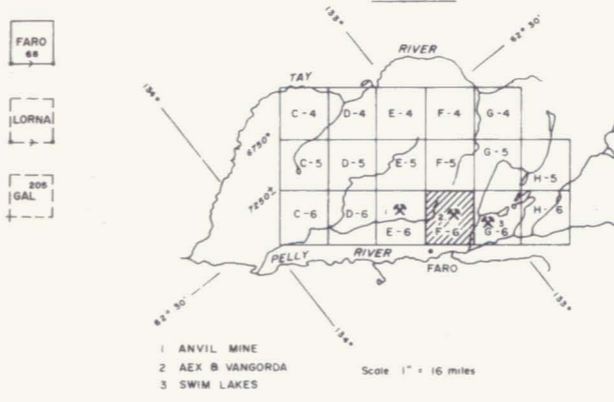 FARO
68
LORNA
GAL 205
133°
62° 30'
RIVER
TAY
134°
C-4 D-4 E-4 F-4 G-4
6750±
C-5 D-5 E-5 F-5 G-5
H-5
7250±
C-6 D-6 1 2 3 H-6
E-6 F-6 G-6
PELLY RIVER
FARO
62° 30'
134°
133°
1 ANVIL MINE
2 AEX & VANGORDA
3 SWIM LAKES
Scale 1" = 16 miles